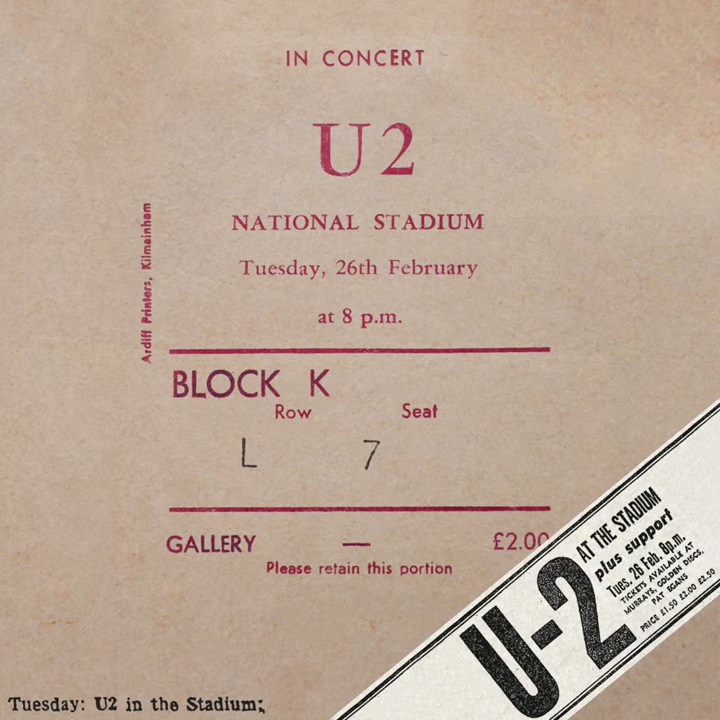 IN CONCERT
U2
NATIONAL STADIUM
Tuesday, 26th February
at 8 p.m.
Ardiff Printers, Kilmainham
BLOCK K
Row Seat
L 7
GALLERY — £2.00
Please retain this portion
U-2
AT THE STADIUM
plus support
Tues. 26 Feb. 8p.m.
TICKETS AVAILABLE AT
MURRAYS, GOLDEN DISCS,
PAT EGANS
PRICE £1.50 £2.00 £2.50
Tuesday: U2 in the Stadium;